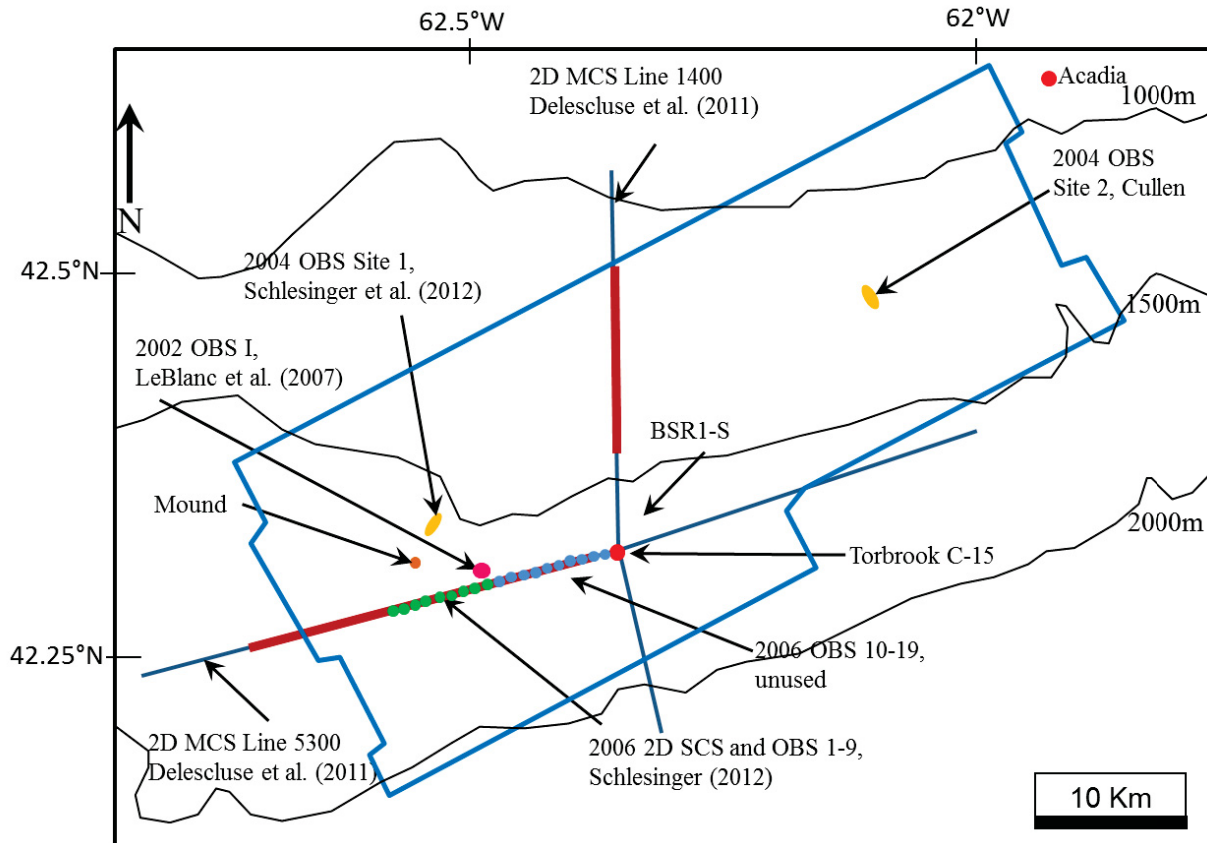 62.5°W
62°W
2D MCS Line 1400
Delescluse et al. (2011)
Acadia
1000m
2004 OBS
Site 2, Cullen
N
42.5°N
2004 OBS Site 1,
Schlesinger et al. (2012)
1500m
2002 OBS I,
LeBlanc et al. (2007)
BSR1-S
Mound
2000m
Torbrook C-15
42.25°N
2006 OBS 10-19,
unused
2D MCS Line 5300
Delescluse et al. (2011)
2006 2D SCS and OBS 1-9,
Schlesinger (2012)
10 Km